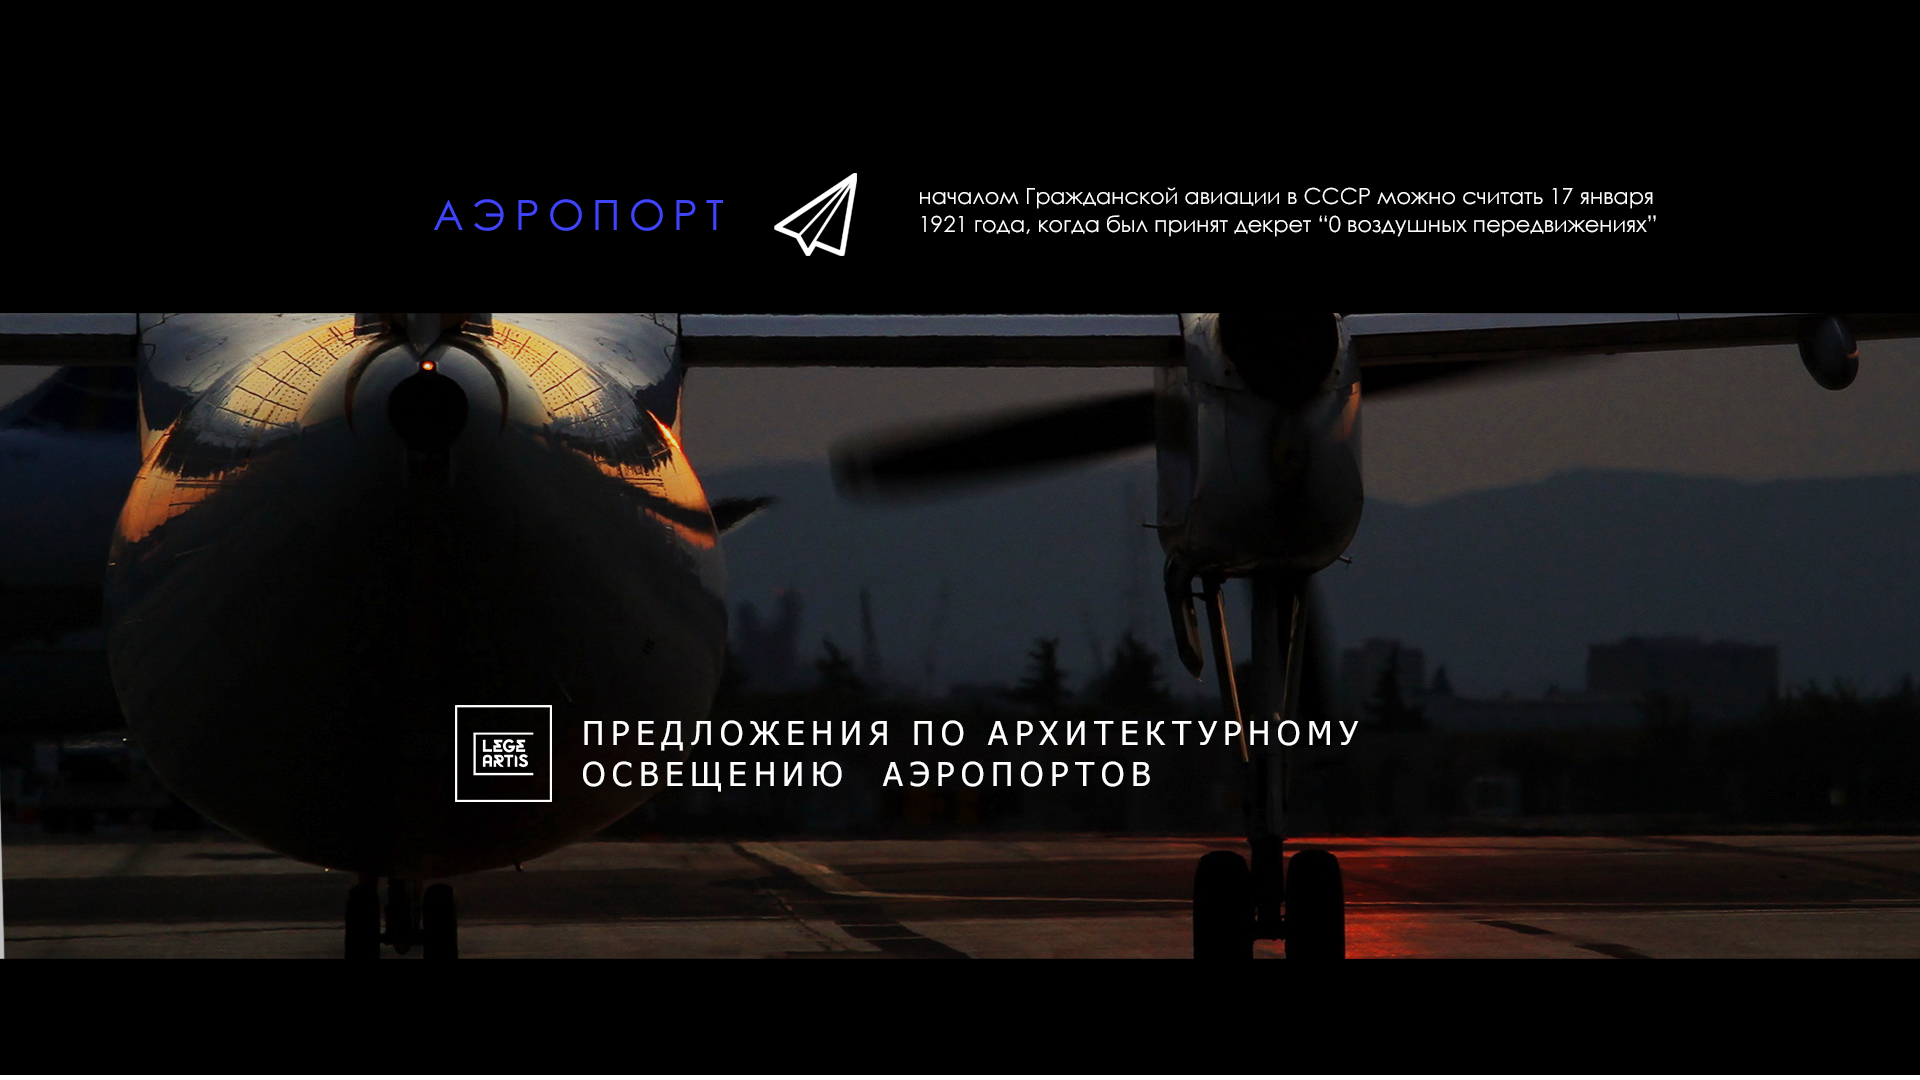 АЭРОПОРТ
началом Гражданской авиации в СССР можно считать 17 января
1921 года, когда был принят декрет “0 воздушных передвижениях”
LEGE
ARTIS
ПРЕДЛОЖЕНИЯ ПО АРХИТЕКТУРНОМУ
ОСВЕЩЕНИЮ АЭРОПОРТОВ